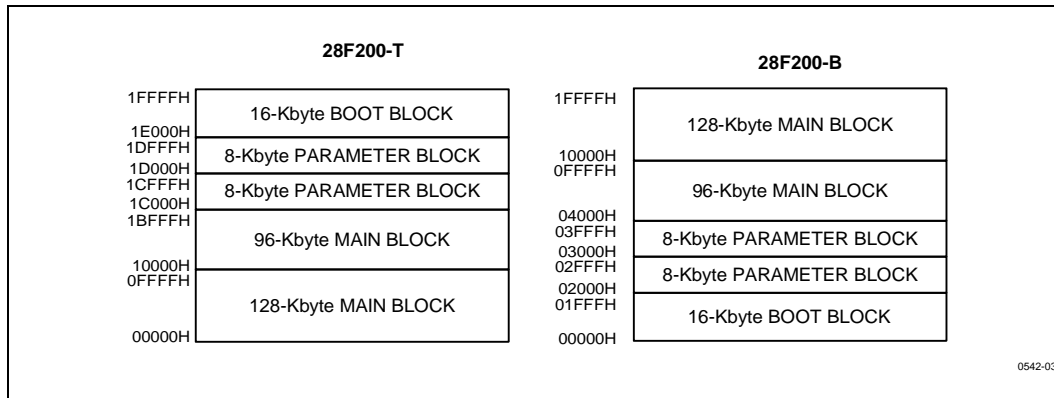 28F200-T
1FFFFH
16-Kbyte BOOT BLOCK
1E000H
1DFFFH
8-Kbyte PARAMETER BLOCK
1D000H
1CFFFH
8-Kbyte PARAMETER BLOCK
1C000H
1BFFFH
96-Kbyte MAIN BLOCK
10000H
0FFFFH
128-Kbyte MAIN BLOCK
00000H
28F200-B
1FFFFH
128-Kbyte MAIN BLOCK
10000H
0FFFFH
96-Kbyte MAIN BLOCK
04000H
03FFFH
8-Kbyte PARAMETER BLOCK
03000H
02FFFH
8-Kbyte PARAMETER BLOCK
02000H
01FFFH
16-Kbyte BOOT BLOCK
00000H
0542-03